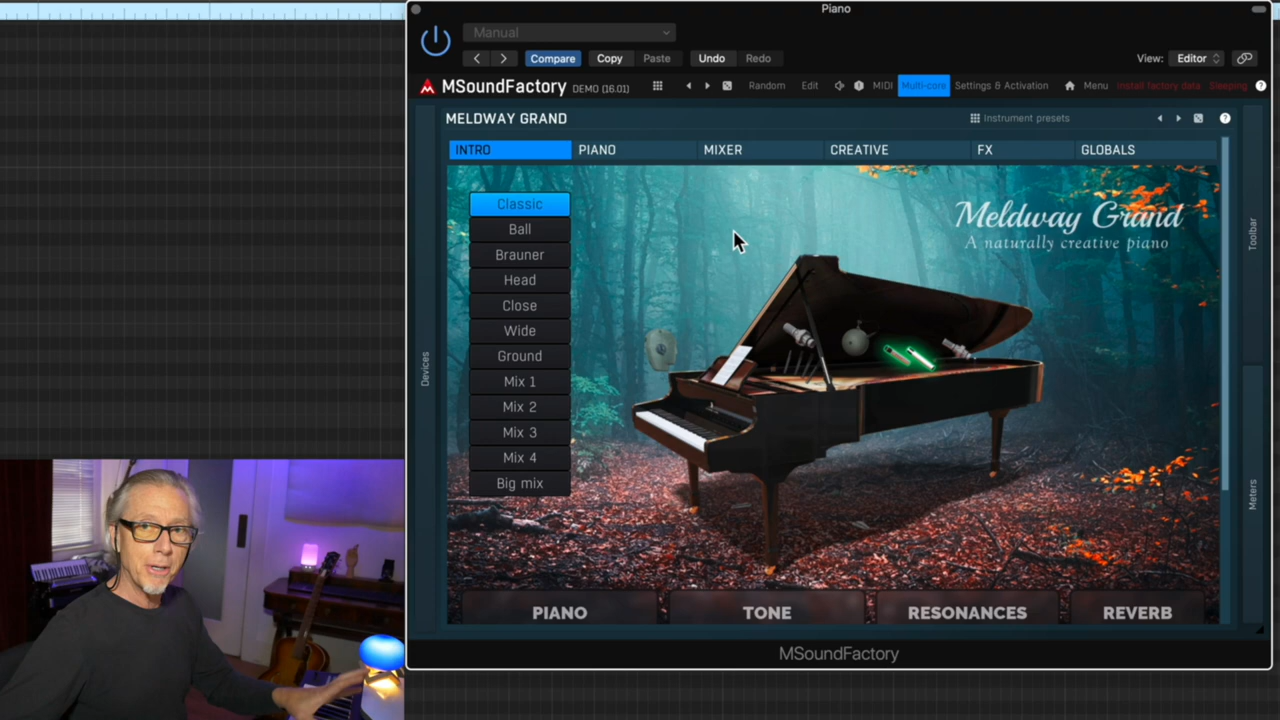 Piano
Manual
Compare Copy Paste Undo Redo View: Editor
MSoundFactory DEMO (16.01) Random Edit MIDI Multi-core Settings & Activation Menu Install factory data Sleeping ?
MELDWAY GRAND Instrument presets ?
INTRO PIANO MIXER CREATIVE FX GLOBALS
Classic
Ball
Brauner
Head
Close
Wide
Ground
Mix 1
Mix 2
Mix 3
Mix 4
Big mix
Meldway Grand
A naturally creative piano
Devices
Toolbar
Meters
PIANO TONE RESONANCES REVERB
MSoundFactory